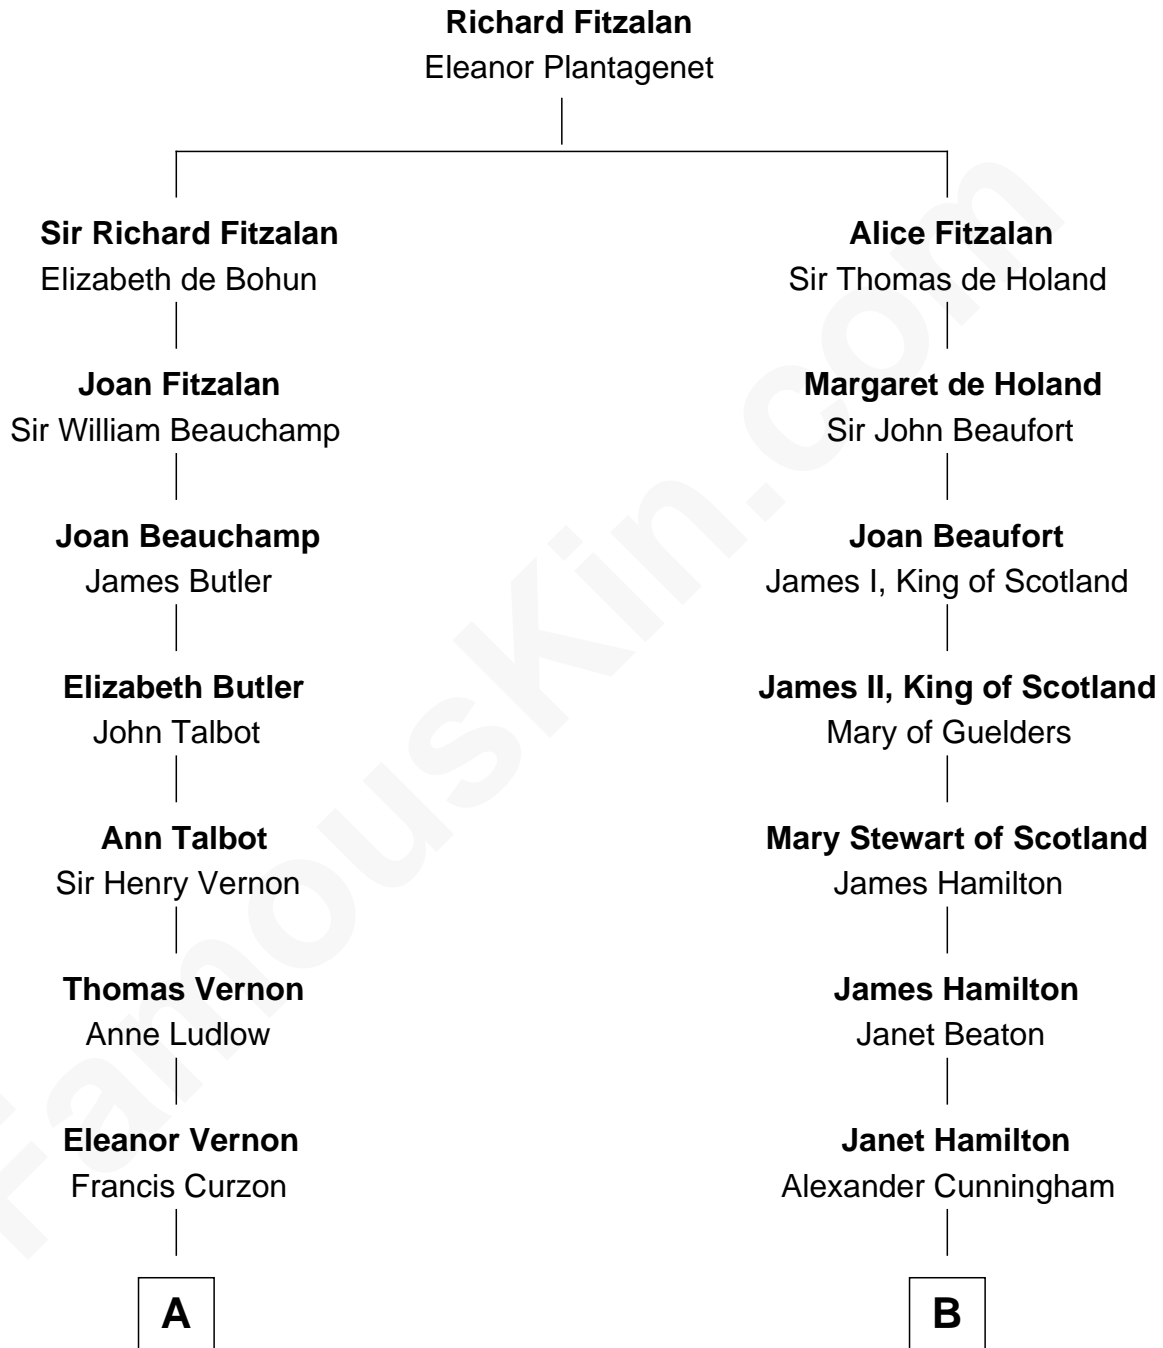 Richard Fitzalan
Eleanor Plantagenet
Sir Richard Fitzalan
Elizabeth de Bohun
Alice Fitzalan
Sir Thomas de Holand
Joan Fitzalan
Sir William Beauchamp
Margaret de Holand
Sir John Beaufort
Joan Beauchamp
James Butler
Joan Beaufort
James I, King of Scotland
Elizabeth Butler
John Talbot
James II, King of Scotland
Mary of Guelders
Ann Talbot
Sir Henry Vernon
Mary Stewart of Scotland
James Hamilton
Thomas Vernon
Anne Ludlow
James Hamilton
Janet Beaton
Eleanor Vernon
Francis Curzon
Janet Hamilton
Alexander Cunningham
A
B
FamousKin.com